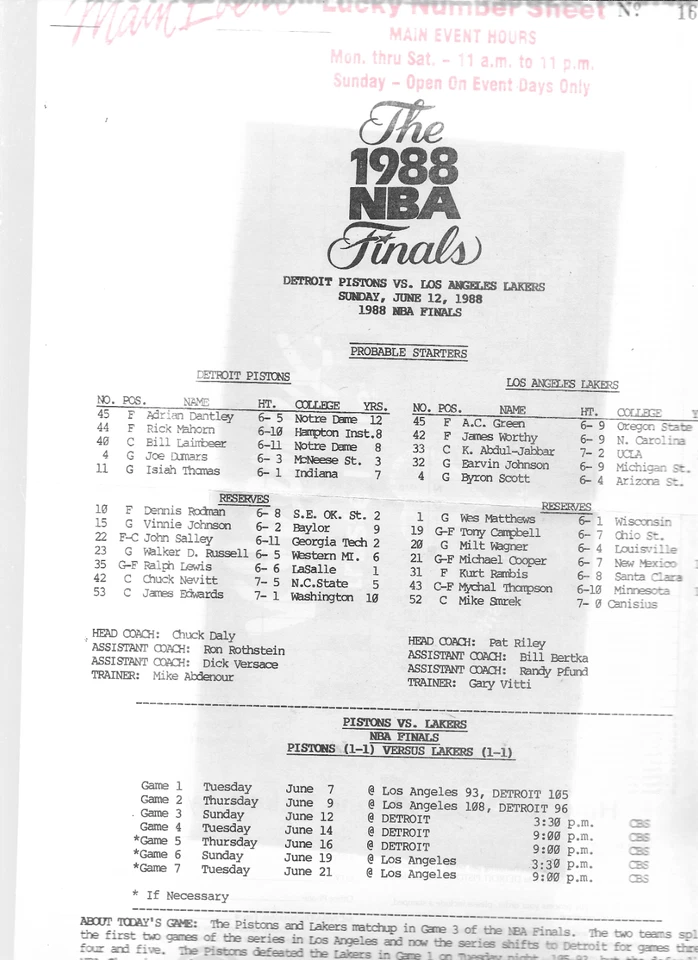 Main Event Lucky Number Sheet Nº 16
MAIN EVENT HOURS
Mon. thru Sat. - 11 a.m. to 11 p.m.
Sunday - Open On Event Days Only
The
1988
NBA
Finals
DETROIT PISTONS VS. LOS ANGELES LAKERS
SUNDAY, JUNE 12, 1988
1988 NBA FINALS
PROBABLE STARTERS
DETROIT PISTONS LOS ANGELES LAKERS
NO. POS. NAME HT. COLLEGE YRS. NO. POS. NAME HT. COLLEGE Y
45 F Adrian Dantley 6- 5 Notre Dame 12 45 F A.C. Green 6- 9 Oregon State
44 F Rick Mahorn 6-10 Hampton Inst.8 42 F James Worthy 6- 9 N. Carolina
40 C Bill Laimbeer 6-11 Notre Dame 8 33 C K. Abdul-Jabbar 7- 2 UCLA
4 G Joe Dumars 6- 3 McNeese St. 3 32 G Earvin Johnson 6- 9 Michigan St.
11 G Isiah Thomas 6- 1 Indiana 7 4 G Byron Scott 6- 4 Arizona St.
RESERVES RESERVES
10 F Dennis Rodman 6- 8 S.E. OK. St. 2 1 G Wes Matthews 6- 1 Wisconsin
15 G Vinnie Johnson 6- 2 Baylor 9 19 G-F Tony Campbell 6- 7 Ohio St.
22 F-C John Salley 6-11 Georgia Tech 2 20 G Milt Wagner 6- 4 Louisville
23 G Walker D. Russell 6- 5 Western MI. 6 21 G-F Michael Cooper 6- 7 New Mexico 1
35 G-F Ralph Lewis 6- 6 LaSalle 1 31 F Kurt Rambis 6- 8 Santa Clara
42 C Chuck Nevitt 7- 5 N.C.State 5 43 C-F Mychal Thompson 6-10 Minnesota 1
53 C James Edwards 7- 1 Washington 10 52 C Mike Smrek 7- 0 Canisius
HEAD COACH: Chuck Daly HEAD COACH: Pat Riley
ASSISTANT COACH: Ron Rothstein ASSISTANT COACH: Bill Bertka
ASSISTANT COACH: Dick Versace ASSISTANT COACH: Randy Pfund
TRAINER: Mike Abdenour TRAINER: Gary Vitti
PISTONS VS. LAKERS
NBA FINALS
PISTONS (1-1) VERSUS LAKERS (1-1)
Game 1 Tuesday June 7 @ Los Angeles 93, DETROIT 105
Game 2 Thursday June 9 @ Los Angeles 108, DETROIT 96
Game 3 Sunday June 12 @ DETROIT 3:30 p.m. CBS
Game 4 Tuesday June 14 @ DETROIT 9:00 p.m. CBS
*Game 5 Thursday June 16 @ DETROIT 9:00 p.m. CBS
*Game 6 Sunday June 19 @ Los Angeles 3:30 p.m. CBS
*Game 7 Tuesday June 21 @ Los Angeles 9:00 p.m. CBS
* If Necessary
ABOUT TODAY'S GAME: The Pistons and Lakers matchup in Game 3 of the NBA Finals. The two teams spl
the first two games of the series in Los Angeles and now the series shifts to Detroit for games thre
four and five. The Pistons defeated the Lakers in Game 1 on Tuesday night, 105-93, but the